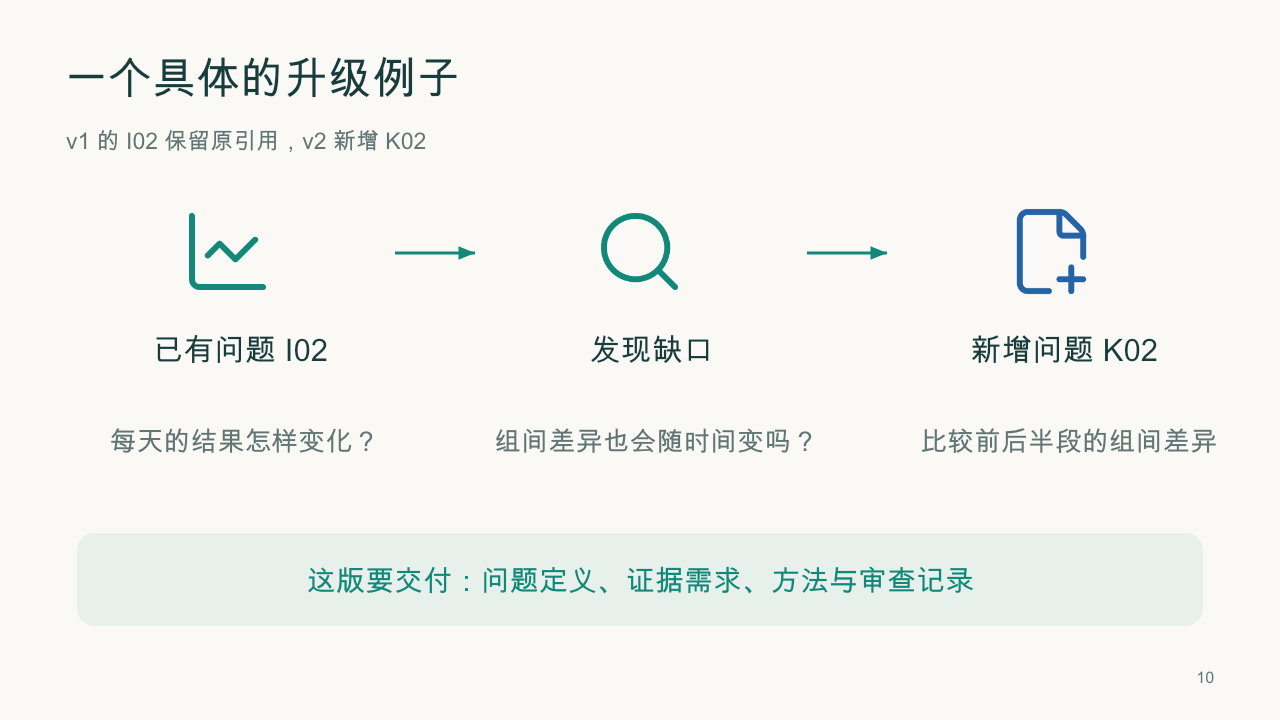 一个具体的升级例子
v1 的 I02 保留原引用，v2 新增 K02
已有问题 I02
发现缺口
新增问题 K02
每天的结果怎样变化？
组间差异也会随时间变吗？
比较前后半段的组间差异
这版要交付：问题定义、证据需求、方法与审查记录
10